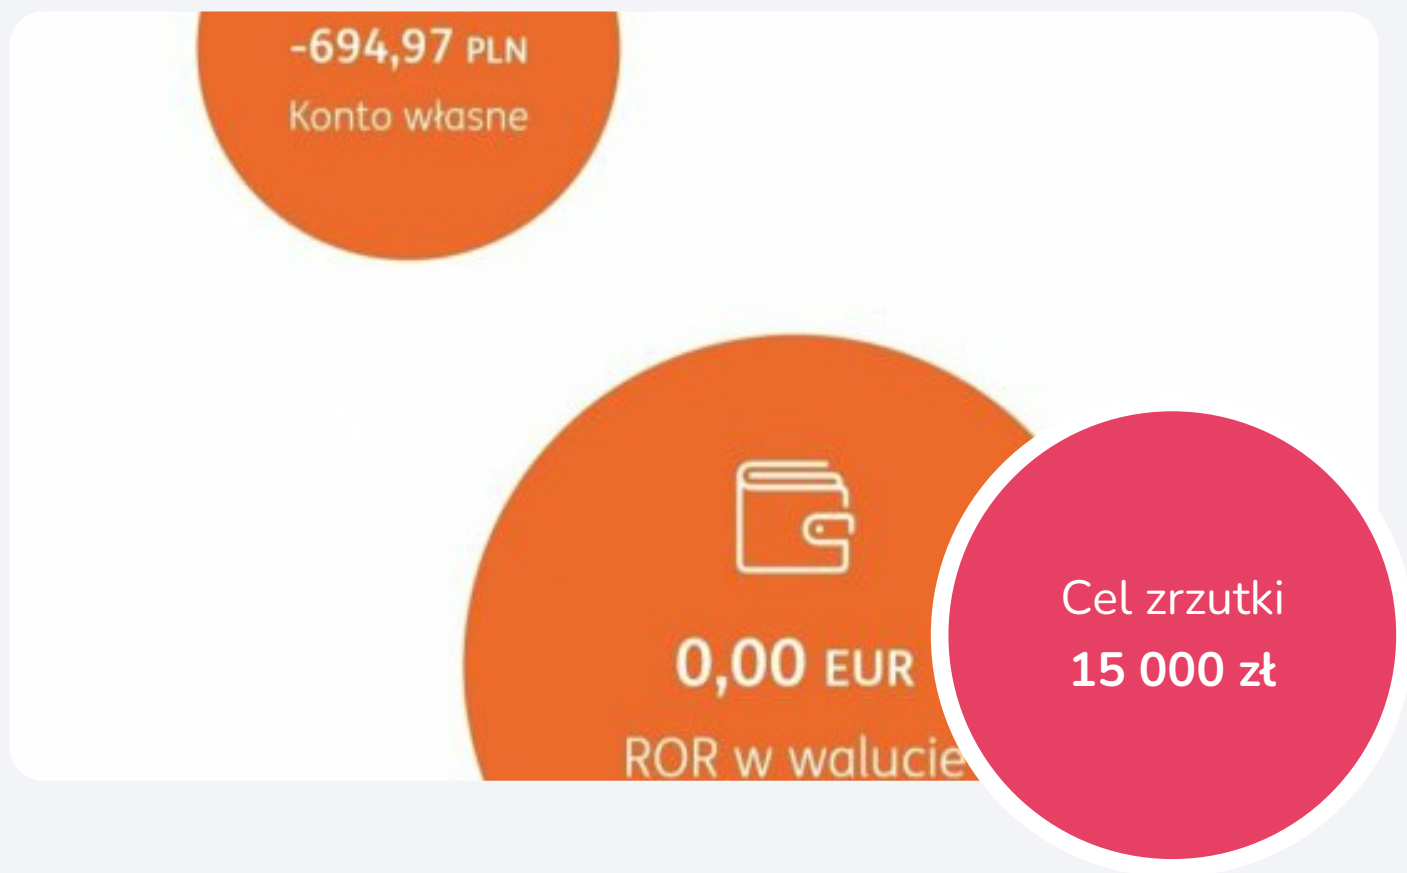 -694,97 PLN
Konto własne
0,00 EUR
ROR w walucie
Cel zrzutki
15 000 zł